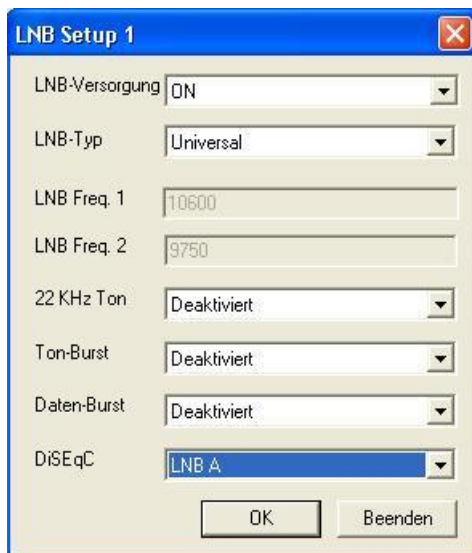 LNB Setup 1
LNB-Versorgung ON
LNB-Typ Universal
LNB Freq. 1 10600
LNB Freq. 2 9750
22 KHz Ton Deaktiviert
Ton-Burst Deaktiviert
Daten-Burst Deaktiviert
DiSEqC LNB A
OK Beenden